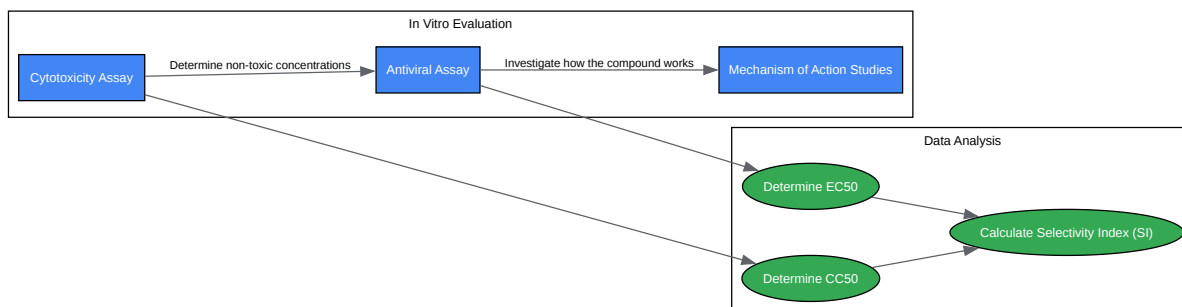 In Vitro Evaluation
Cytotoxicity Assay
Determine non-toxic concentrations
Antiviral Assay
Investigate how the compound works
Mechanism of Action Studies
Data Analysis
Determine EC50
Calculate Selectivity Index (SI)
Determine CC50